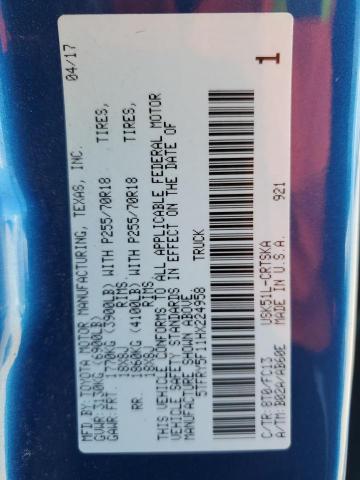 MFD BY: TOYOTA MOTOR MANUFACTURING, TEXAS, INC. 04/17
GVWR 3130KG (6900LB)
GAWR FRT. 1770KG (3900LB) WITH P255/70R18 TIRES,
18X8J RIMS
RR. 1860KG (4100LB) WITH P255/70R18 TIRES,
18X8J RIMS
THIS VEHICLE CONFORMS TO ALL APPLICABLE FEDERAL MOTOR
VEHICLE SAFETY STANDARDS IN EFFECT ON THE DATE OF
MANUFACTURE SHOWN ABOVE.
5TFRY5F11HX224958 TRUCK
USK51L-CRTSKA 1
C/TR: 8T0/FC13
A/TM: B02A/AB60E MADE IN U.S.A. 921